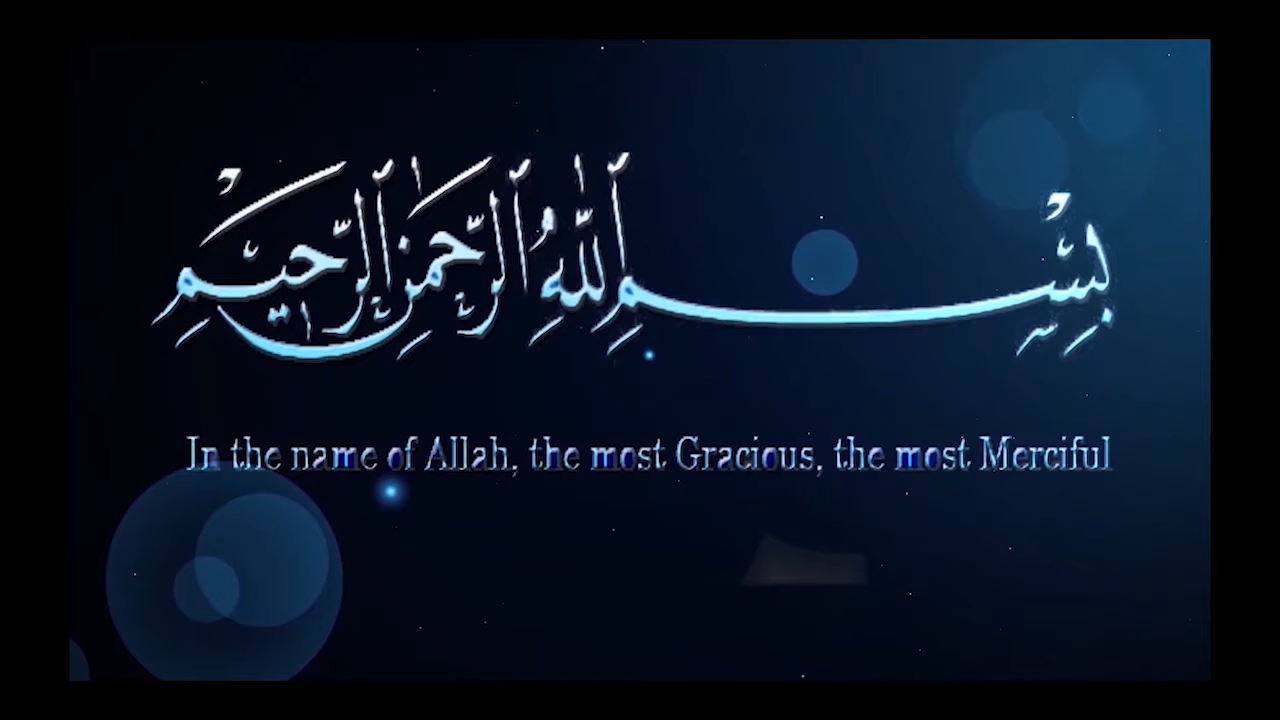 بِسْمِ ٱللَّٰهِ ٱلرَّحْمَٰنِ ٱلرَّحِيمِ
In the name of Allah, the most Gracious, the most Merciful